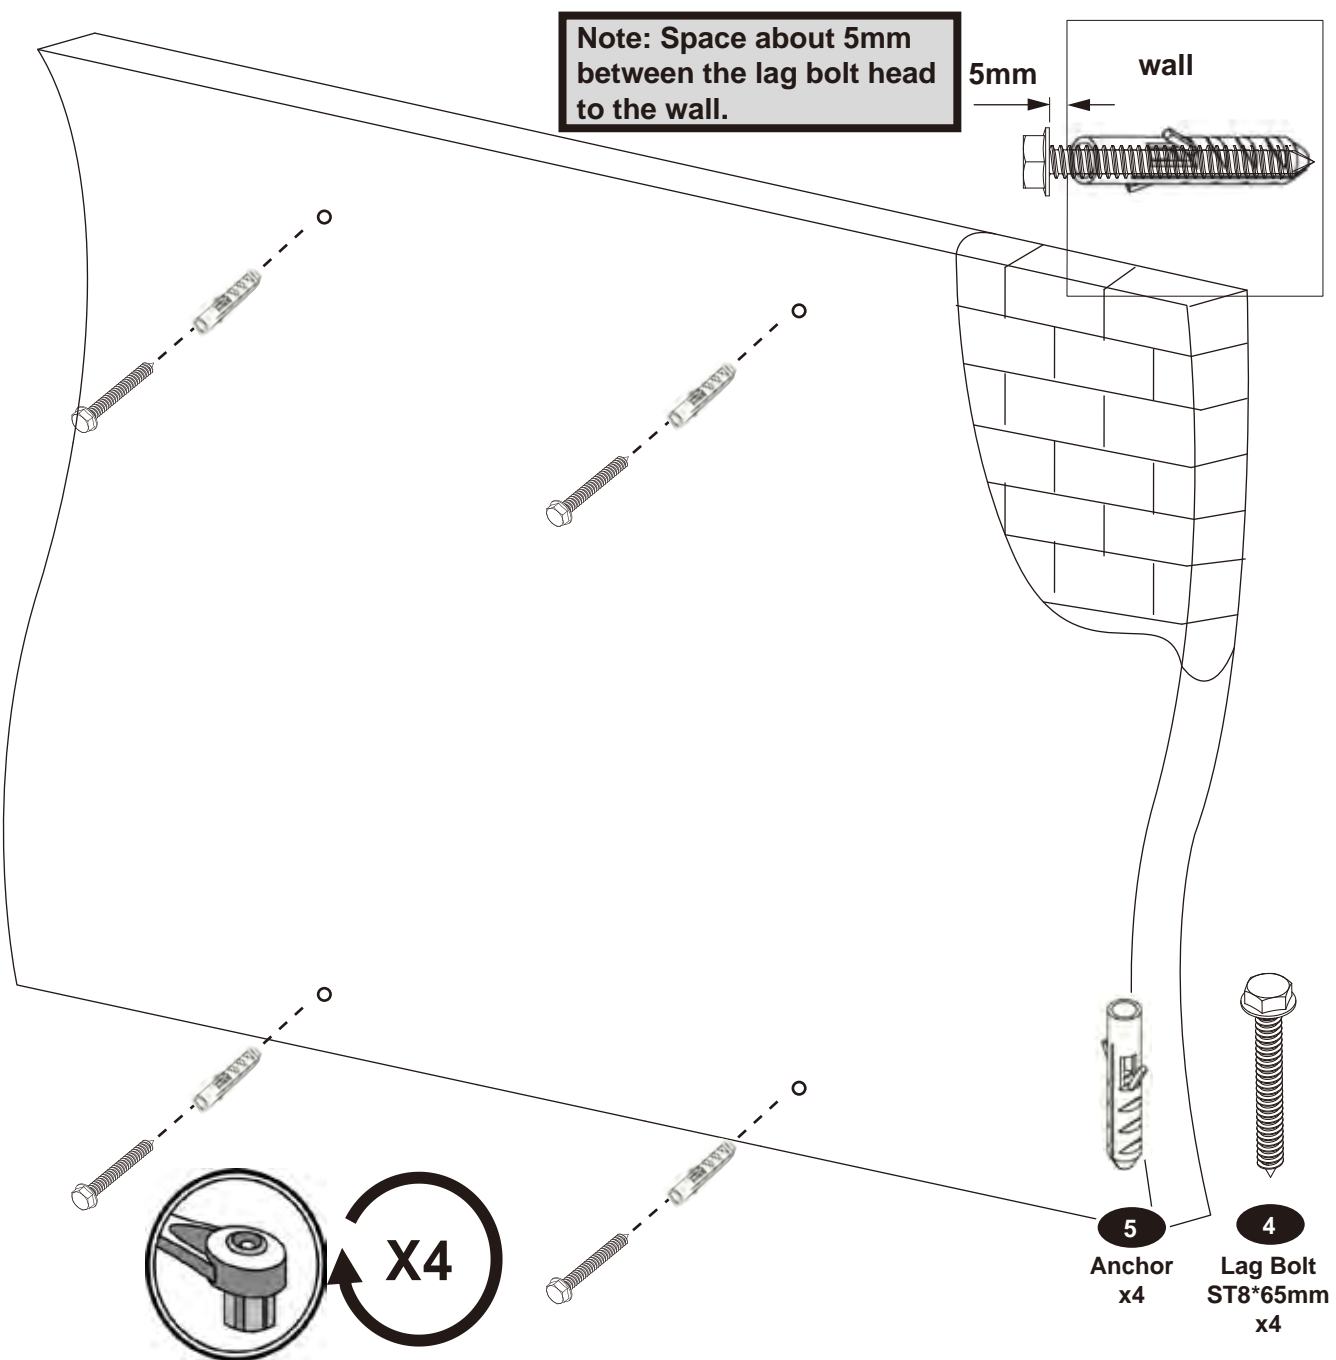 Note: Space about 5mm
between the lag bolt head
to the wall.
5mm
wall
X4
5
Anchor
x4
4
Lag Bolt
ST8*65mm
x4